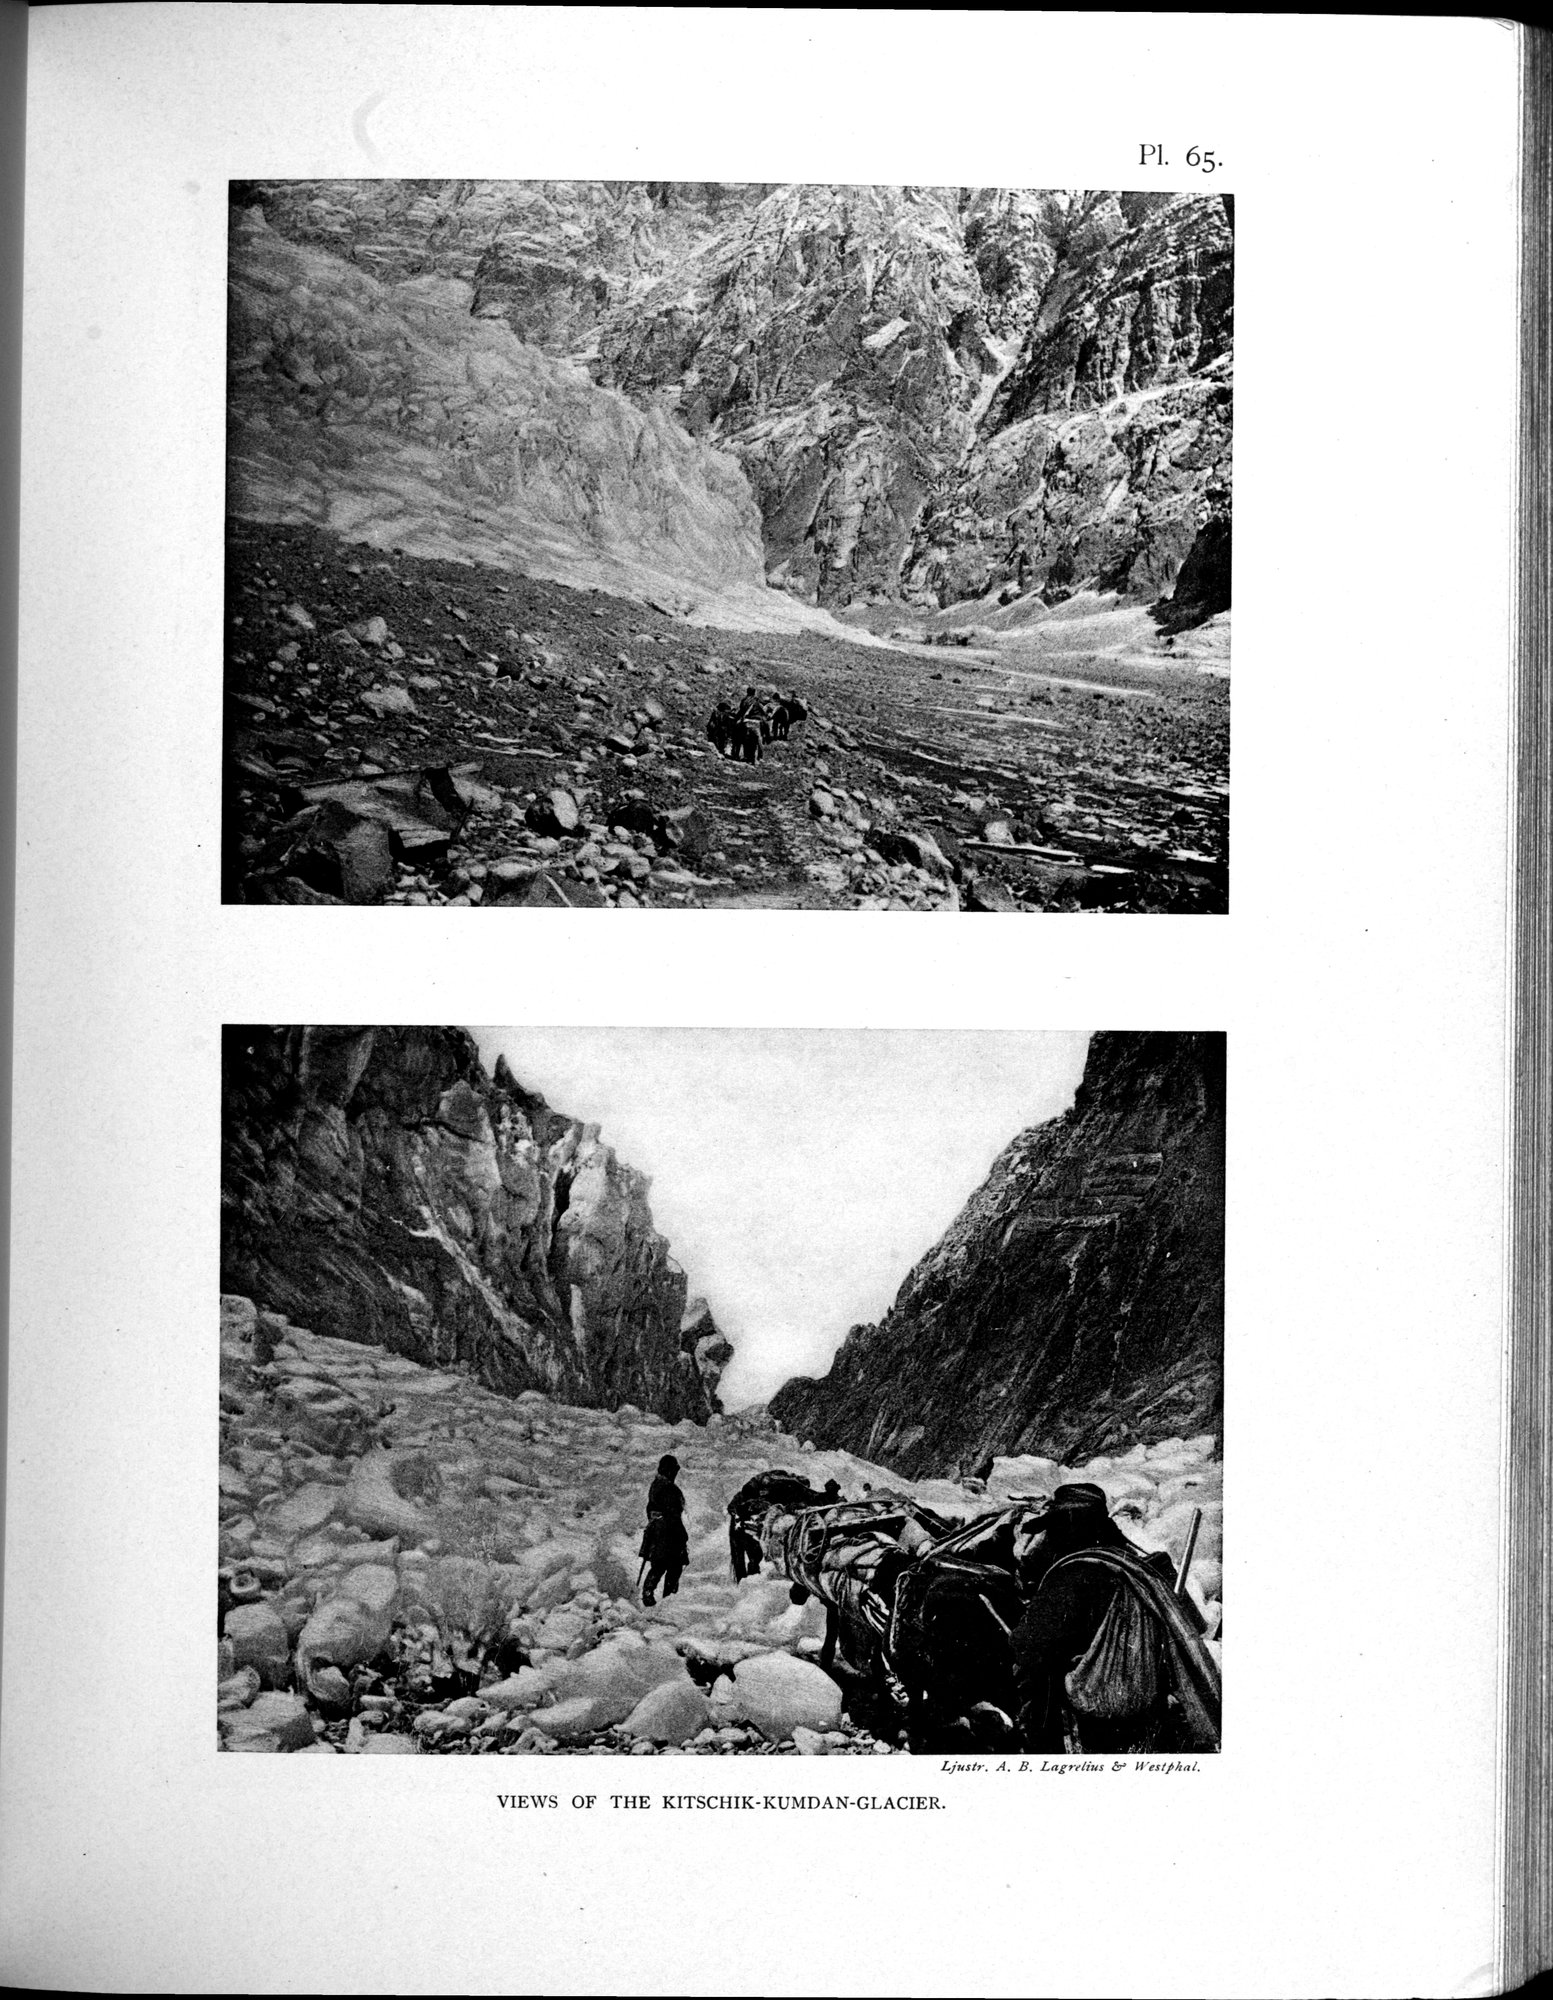 Pl. 65.
Ljustr. A. B. Lagrelius & Westphal.
VIEWS OF THE KITSCHIK-KUMDAN-GLACIER.